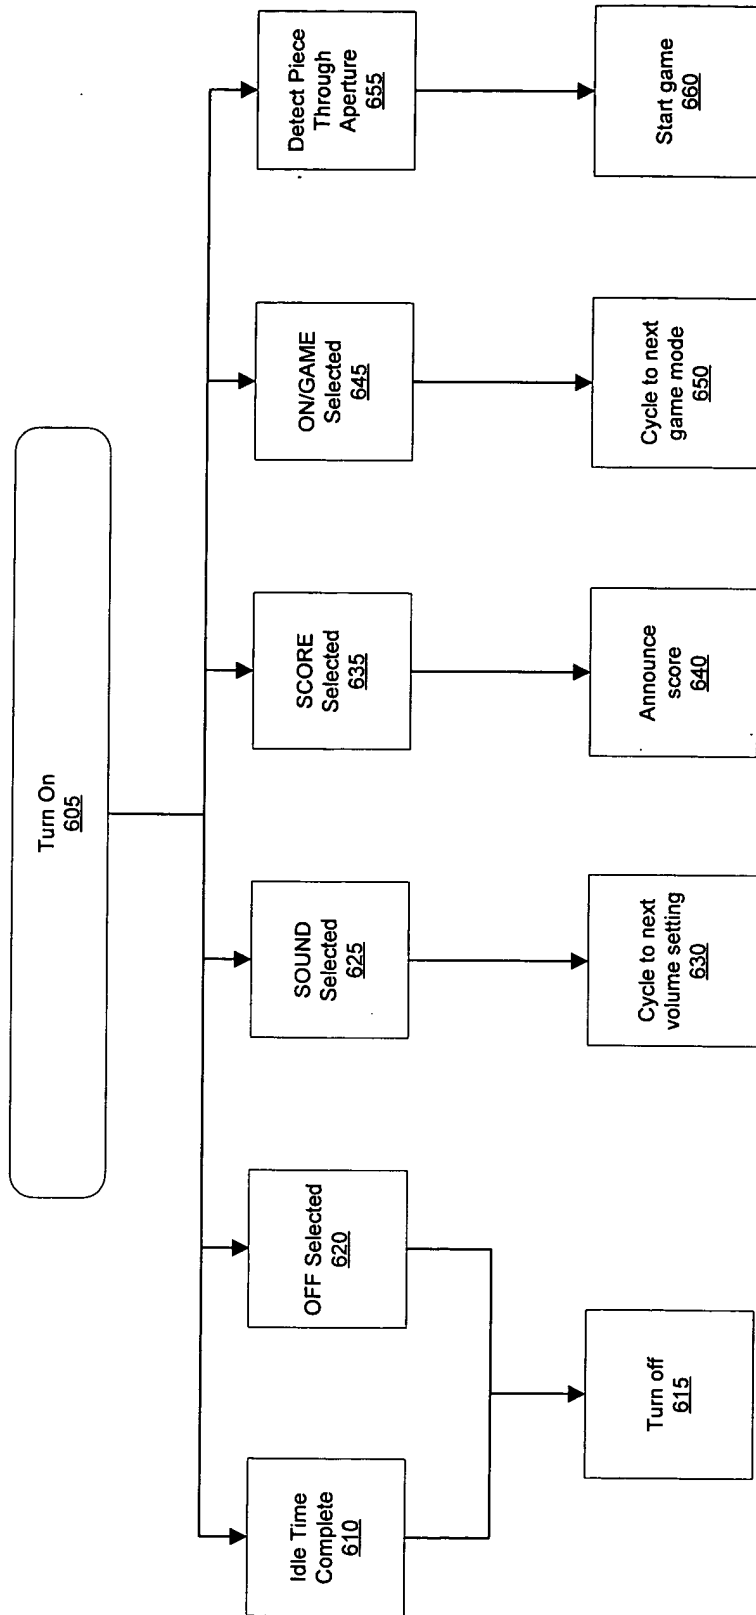 Turn On
605
Idle Time
Complete
610
OFF Selected
620
SOUND
Selected
625
SCORE
Selected
635
ON/GAME
Selected
645
Detect Piece
Through
Aperture
655
Turn off
615
Cycle to next
volume setting
630
Announce
score
640
Cycle to next
game mode
650
Start game
660